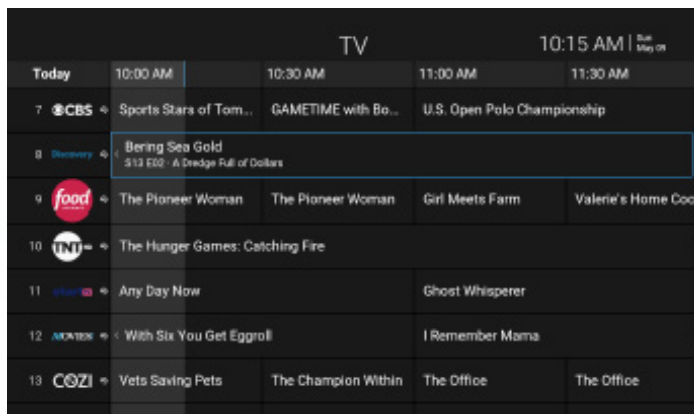 TV
10:15 AM
Sun
May 09
Today 10:00 AM 10:30 AM 11:00 AM 11:30 AM
7 CBS Sports Stars of Tom... GAMETIME with Bo... U.S. Open Polo Championship
8 Discovery Bering Sea Gold
S13 E02 · A Dredge Full of Dollars
9 food The Pioneer Woman The Pioneer Woman Girl Meets Farm Valerie's Home Coo
10 TNT The Hunger Games: Catching Fire
11 Any Day Now Ghost Whisperer
12 MOVIES! With Six You Get Eggroll I Remember Mama
13 COZI Vets Saving Pets The Champion Within The Office The Office